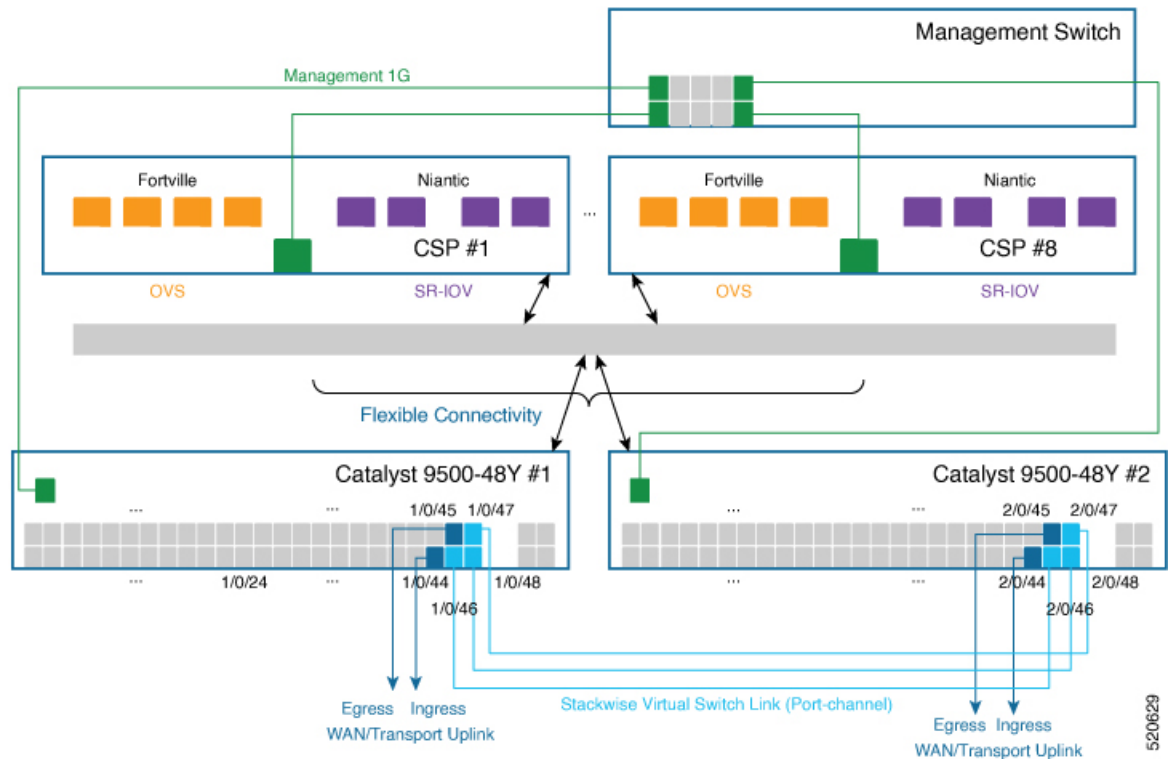 Management Switch
Management 1G
Fortville
Niantic
CSP #1
OVS
SR-IOV
...
Fortville
Niantic
CSP #8
OVS
SR-IOV
Flexible Connectivity
Catalyst 9500-48Y #1
...
...
1/0/45
1/0/47
...
1/0/24
...
1/0/44
1/0/48
1/0/46
Catalyst 9500-48Y #2
...
...
2/0/45
2/0/47
...
...
2/0/44
2/0/48
2/0/46
Egress
Ingress
WAN/Transport Uplink
Stackwise Virtual Switch Link (Port-channel)
Egress
Ingress
WAN/Transport Uplink
520629